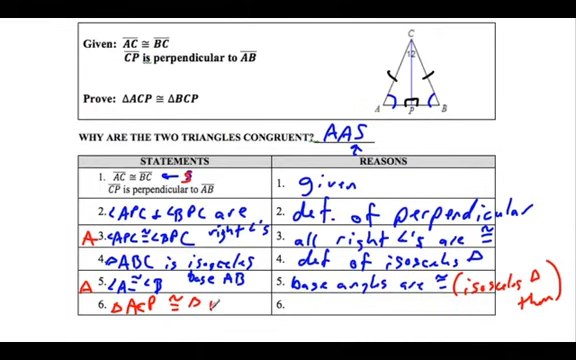 Given: AC ≅ BC
CP is perpendicular to AB
Prove: ΔACP ≅ ΔBCP
C
12
A
P
B
WHY ARE THE TWO TRIANGLES CONGRUENT? AAS
STATEMENTS
REASONS
1. AC ≅ BC ← S
CP is perpendicular to AB
1. given
2. ∠APC + ∠BPC are right ∠'s
2. def. of perpendicular
A 3. ∠APC ≅ ∠BPC
3. all right ∠'s are ≅
4. ΔABC is isosceles base AB
4. def of isosceles Δ
A 5. ∠A ≅ ∠B
5. base angles are ≅ (isosceles Δ thm)
6. ΔACP ≅ Δ
6.